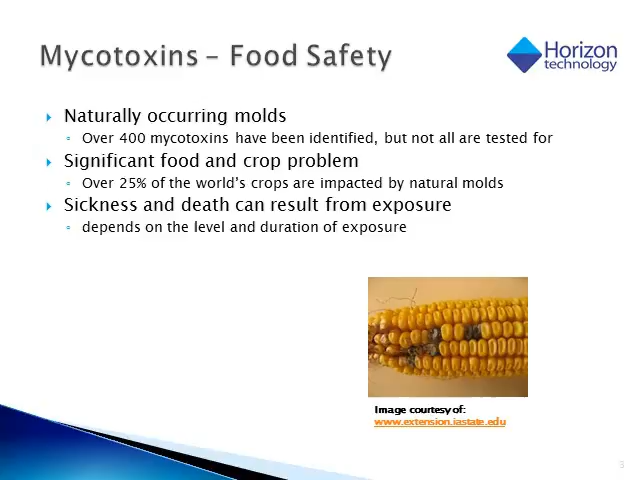 Mycotoxins – Food Safety
Horizon
technology
Naturally occurring molds
Over 400 mycotoxins have been identified, but not all are tested for
Significant food and crop problem
Over 25% of the world's crops are impacted by natural molds
Sickness and death can result from exposure
depends on the level and duration of exposure
Image courtesy of:
www.extension.iastate.edu
3